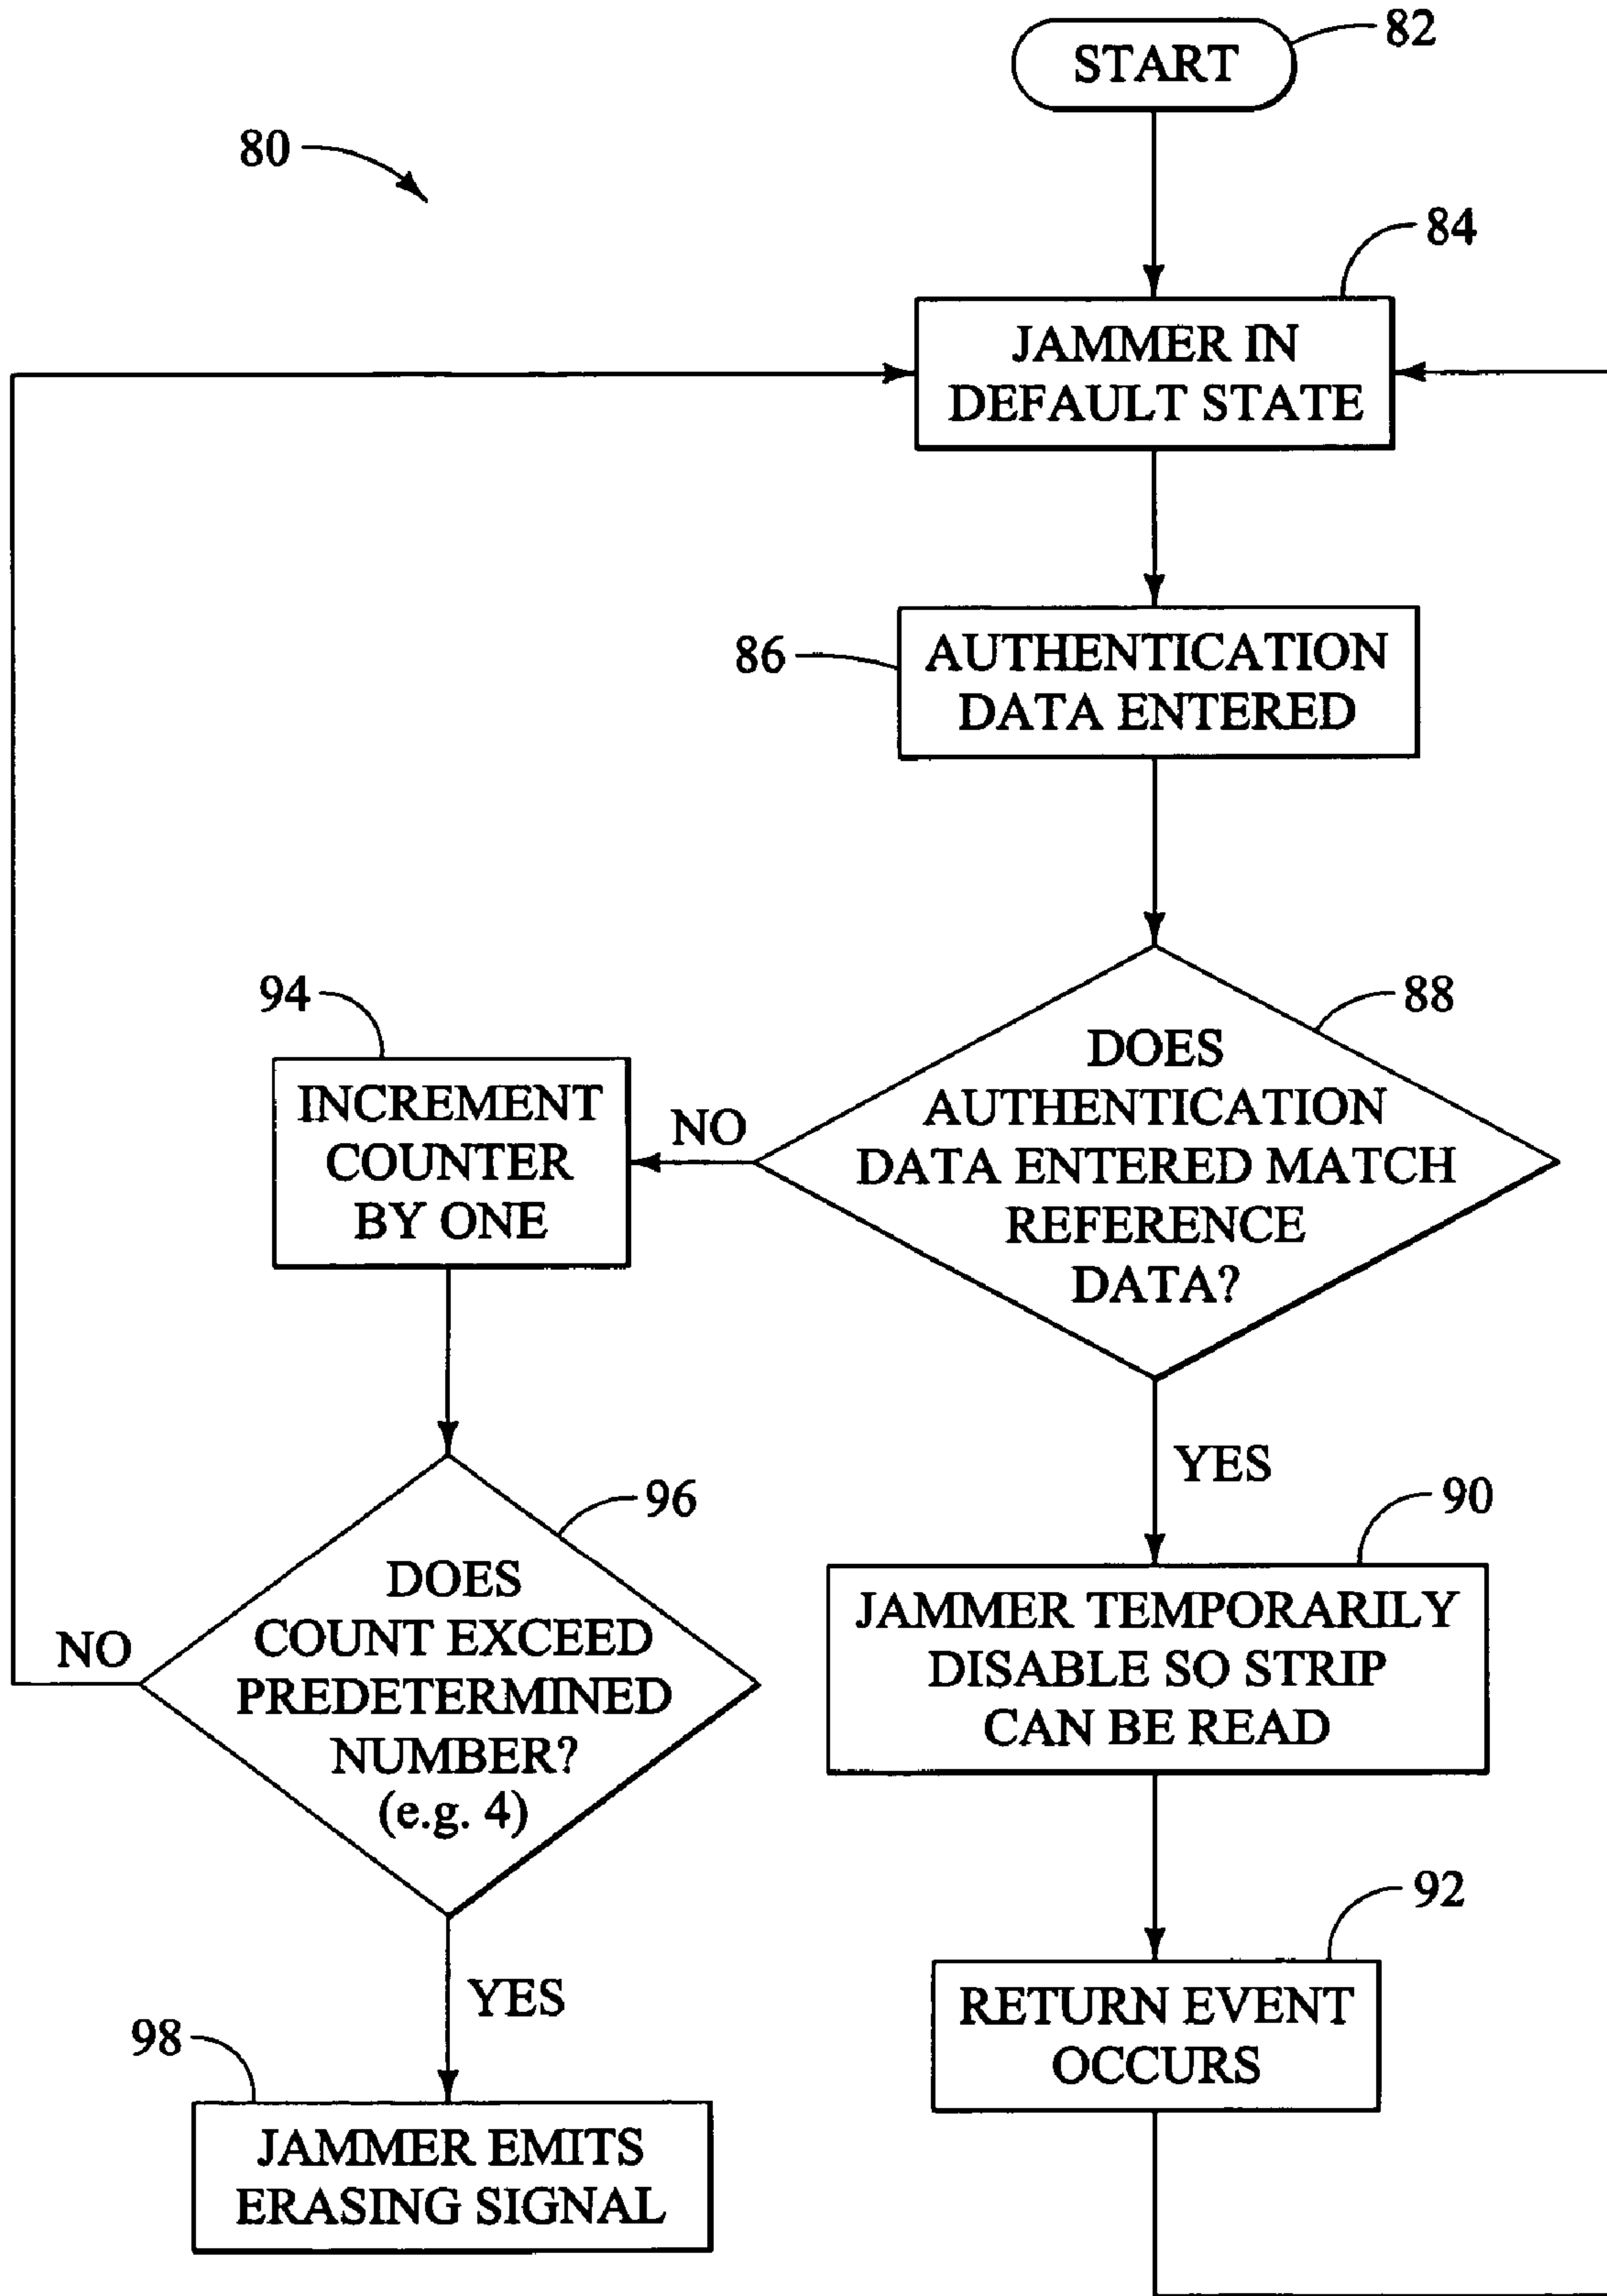 START
82
80
84
JAMMER IN
DEFAULT STATE
86
AUTHENTICATION
DATA ENTERED
94
88
DOES
AUTHENTICATION
DATA ENTERED MATCH
REFERENCE
DATA?
NO
INCREMENT
COUNTER
BY ONE
YES
96
90
DOES
COUNT EXCEED
PREDETERMINED
NUMBER?
(e.g. 4)
NO
JAMMER TEMPORARILY
DISABLE SO STRIP
CAN BE READ
92
YES
RETURN EVENT
OCCURS
98
JAMMER EMITS
ERASING SIGNAL